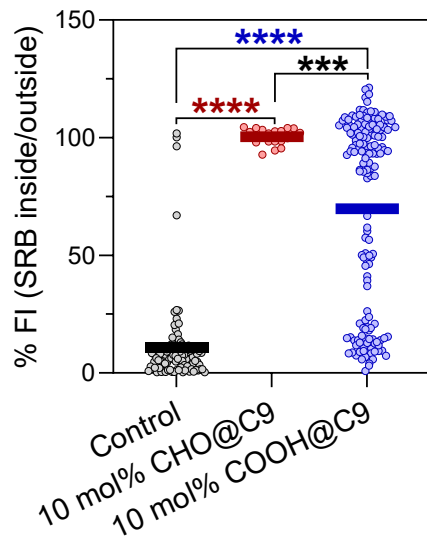 150
100
50
0
% FI (SRB inside/outside)
****
***
****
Control
10 mol% CHO@C9
10 mol% COOH@C9